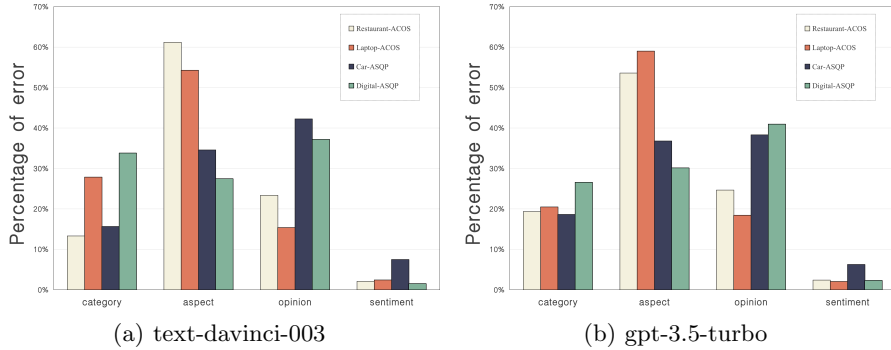 Percentage of error
70%
60%
50%
40%
30%
20%
10%
0%
Restaurant-ACOS
Laptop-ACOS
Car-ASQP
Digital-ASQP
category aspect opinion sentiment
(a) text-davinci-003
Percentage of error
70%
60%
50%
40%
30%
20%
10%
0%
Restaurant-ACOS
Laptop-ACOS
Car-ASQP
Digital-ASQP
category aspect opinion sentiment
(b) gpt-3.5-turbo